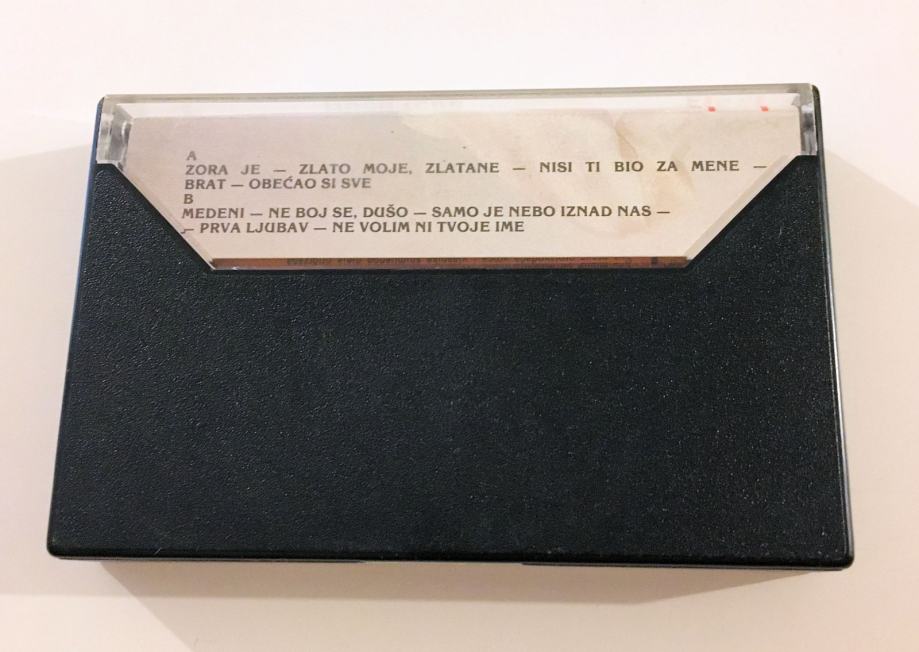 A
ZORA JE — ZLATO MOJE, ZLATANE — NISI TI BIO ZA MENE —
BRAT — OBEĆAO SI SVE
B
MEDENI — NE BOJ SE, DUŠO — SAMO JE NEBO IZNAD NAS —
— PRVA LJUBAV — NE VOLIM NI TVOJE IME